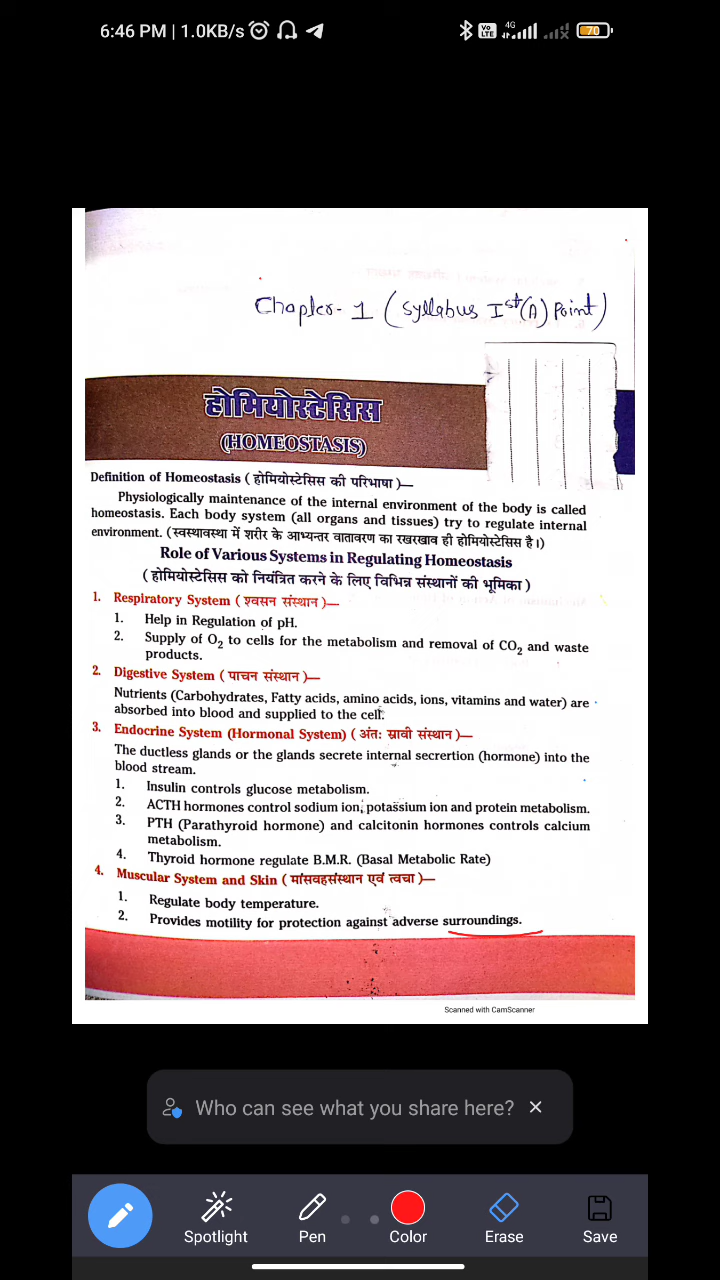 6:46 PM | 1.0KB/s
Vo LTE 4G 70
Chapter- 1 (Syllabus Ist (A) Point)
होमियोस्टेसिस
(HOMEOSTASIS)
Definition of Homeostasis ( होमियोस्टेसिस की परिभाषा )—
Physiologically maintenance of the internal environment of the body is called
homeostasis. Each body system (all organs and tissues) try to regulate internal
environment. (स्वस्थावस्था में शरीर के आभ्यन्तर वातावरण का रखरखाव ही होमियोस्टेसिस है।)
Role of Various Systems in Regulating Homeostasis
( होमियोस्टेसिस को नियंत्रित करने के लिए विभिन्न संस्थानों की भूमिका )
1. Respiratory System ( श्वसन संस्थान )—
1. Help in Regulation of pH.
2. Supply of O₂ to cells for the metabolism and removal of CO₂ and waste
products.
2. Digestive System ( पाचन संस्थान )—
Nutrients (Carbohydrates, Fatty acids, amino acids, ions, vitamins and water) are
absorbed into blood and supplied to the cell.
3. Endocrine System (Hormonal System) ( अंतः स्रावी संस्थान )—
The ductless glands or the glands secrete internal secrertion (hormone) into the
blood stream.
1. Insulin controls glucose metabolism.
2. ACTH hormones control sodium ion, potassium ion and protein metabolism.
3. PTH (Parathyroid hormone) and calcitonin hormones controls calcium
metabolism.
4. Thyroid hormone regulate B.M.R. (Basal Metabolic Rate)
4. Muscular System and Skin ( मांसवहसंस्थान एवं त्वचा )—
1. Regulate body temperature.
2. Provides motility for protection against adverse surroundings.
Scanned with CamScanner
Who can see what you share here? ×
Spotlight Pen Color Erase Save